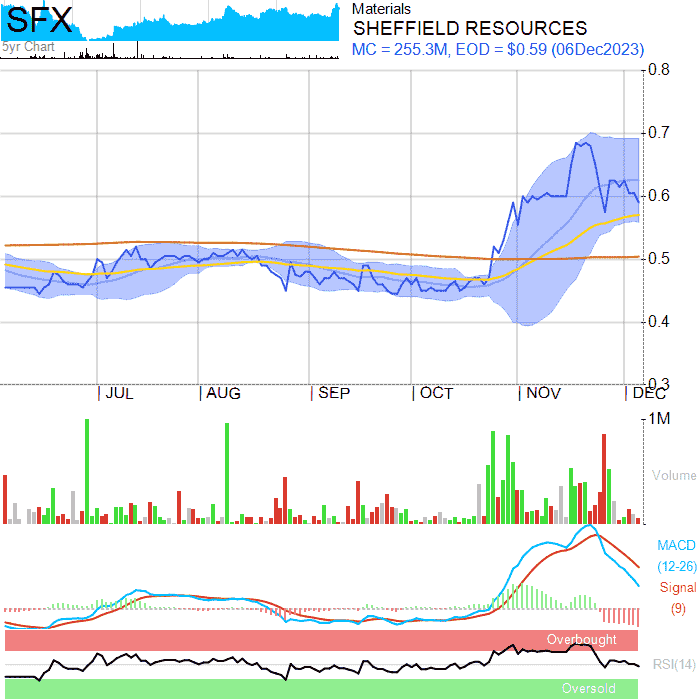 SFX
5yr Chart
Materials
SHEFFIELD RESOURCES
MC = 255.3M, EOD = $0.59 (06Dec2023)
0.8
0.7
0.6
0.5
0.4
0.3
| JUL | AUG | SEP | OCT | NOV | DEC
1M
Volume
MACD
(12-26)
Signal
(9)
Overbought
RSI(14)
Oversold